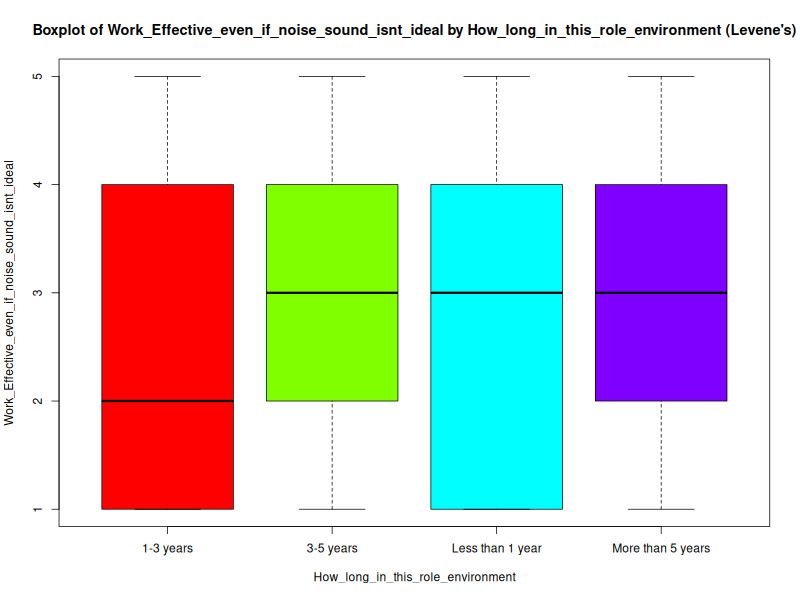 Boxplot of Work_Effective_even_if_noise_sound_isnt_ideal by How_long_in_this_role_environment (Levene's)
Work_Effective_even_if_noise_sound_isnt_ideal
5
4
3
2
1
1-3 years
3-5 years
Less than 1 year
More than 5 years
How_long_in_this_role_environment